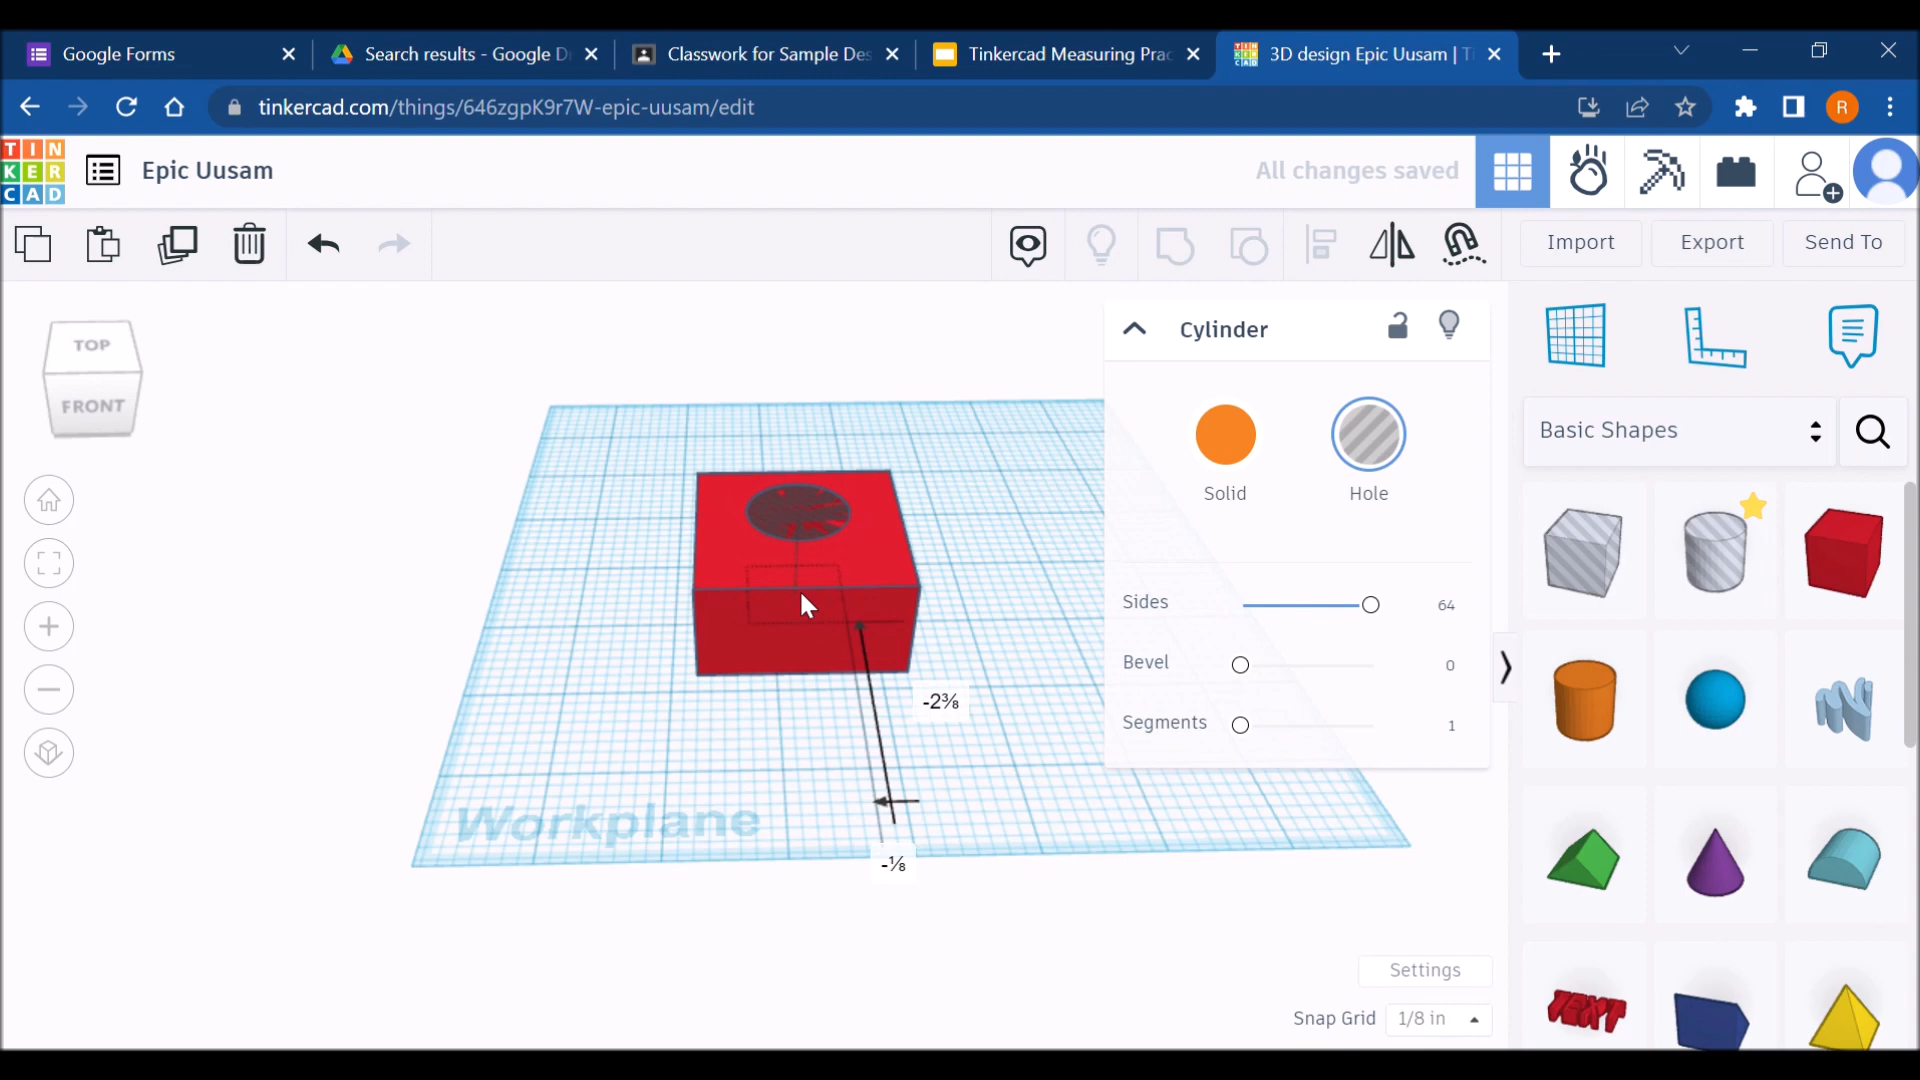 Google Forms
Search results - Google D
Classwork for Sample Des
Tinkercad Measuring Prac
3D design Epic Uusam | T
tinkercad.com/things/646zgpK9r7W-epic-uusam/edit
R
TIN
KER
CAD
Epic Uusam
All changes saved
Import
Export
Send To
TOP
FRONT
Cylinder
Solid
Hole
Sides
64
Bevel
0
Segments
1
Basic Shapes
-2⅜
-⅛
Workplane
TEXT
Settings
Snap Grid
1/8 in